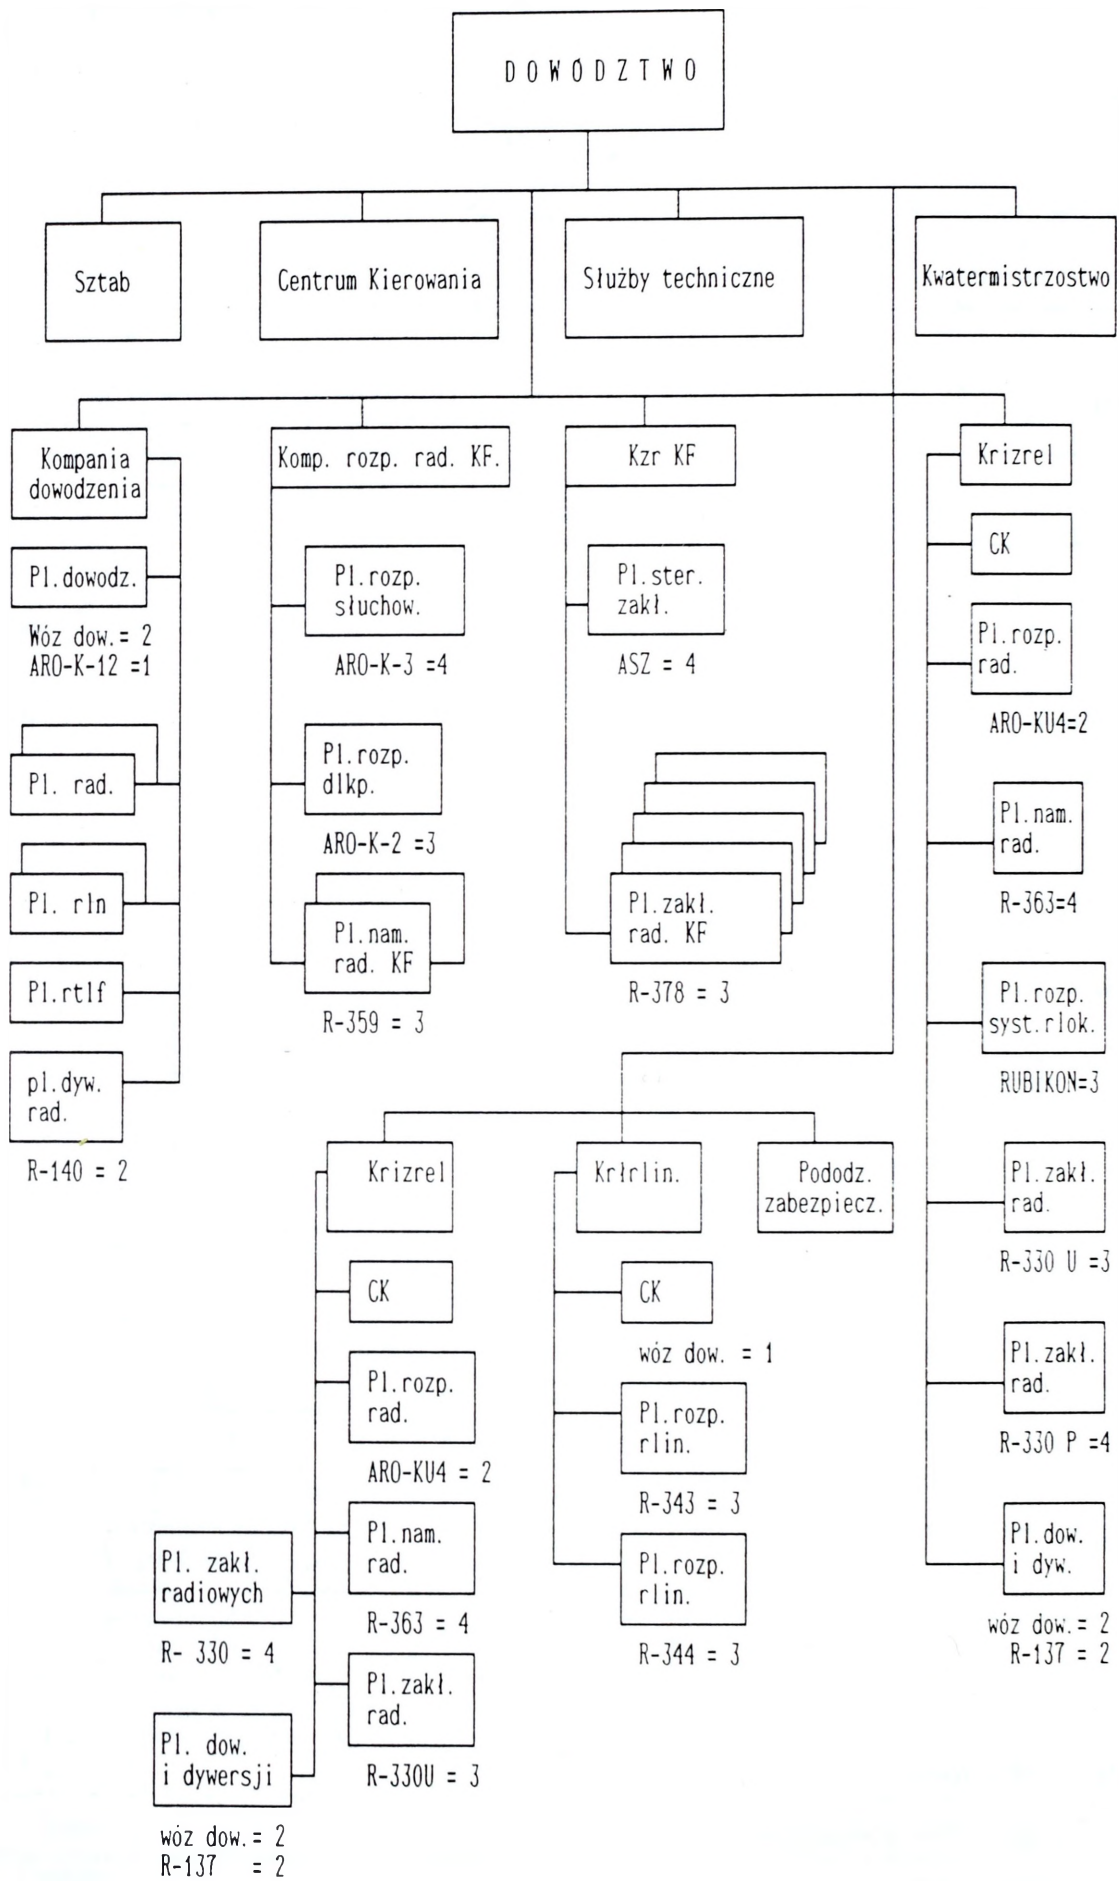 DOWÓDZTWO
Sztab
Centrum Kierowania
Służby techniczne
Kwatermistrzostwo
Kompania
dowodzenia
Pl.dowodz.
Wóz dow.= 2
ARO-K-12 =1
Pl. rad.
Pl. rln
Pl.rtlf
pl.dyw.
rad.
R-140 = 2
Komp. rozp. rad. KF.
Pl.rozp.
słuchow.
ARO-K-3 =4
Pl.rozp.
dlkp.
ARO-K-2 =3
Pl.nam.
rad. KF
R-359 = 3
Kzr KF
Pl.ster.
zakł.
ASZ = 4
Pl.zakł.
rad. KF
R-378 = 3
Krizrel
CK
Pl.rozp.
rad.
ARO-KU4=2
Pl.nam.
rad.
R-363=4
Pl.rozp.
syst.rlok.
RUBIKON=3
Pl.zakł.
rad.
R-330 U =3
Pl.zakł.
rad.
R-330 P =4
Pl.dow.
i dyw.
wóz dow.= 2
R-137 = 2
Krizrel
CK
Pl.rozp.
rad.
ARO-KU4 = 2
Pl.nam.
rad.
R-363 = 4
Pl.zakł.
rad.
R-330U = 3
Pl. zakł.
radiowych
R- 330 = 4
Pl. dow.
i dywersji
wóz dow.= 2
R-137 = 2
Krłrlin.
CK
wóz dow. = 1
Pl.rozp.
rlin.
R-343 = 3
Pl.rozp.
rlin.
R-344 = 3
Pododz.
zabezpiecz.